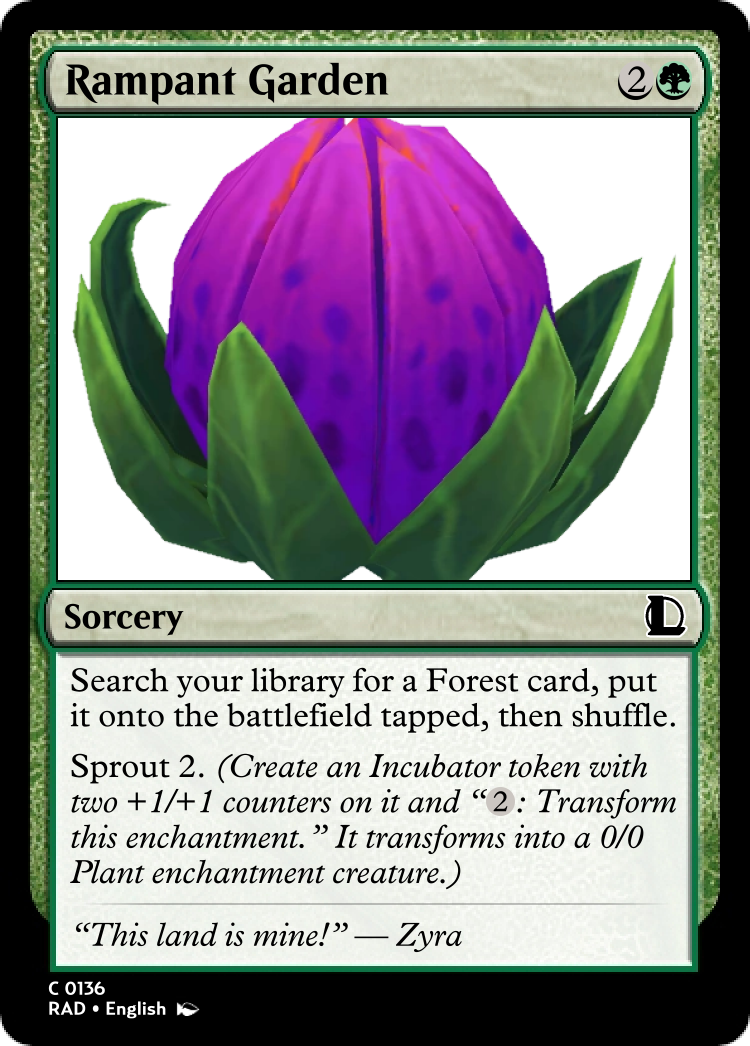 Rampant Garden 2
Sorcery
Search your library for a Forest card, put
it onto the battlefield tapped, then shuffle.
Sprout 2. (Create an Incubator token with
two +1/+1 counters on it and “2: Transform
this enchantment.” It transforms into a 0/0
Plant enchantment creature.)
“This land is mine!” — Zyra
C 0136
RAD • English